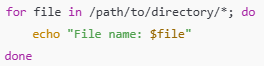 for file in /path/to/directory/*; do
    echo "File name: $file"
done